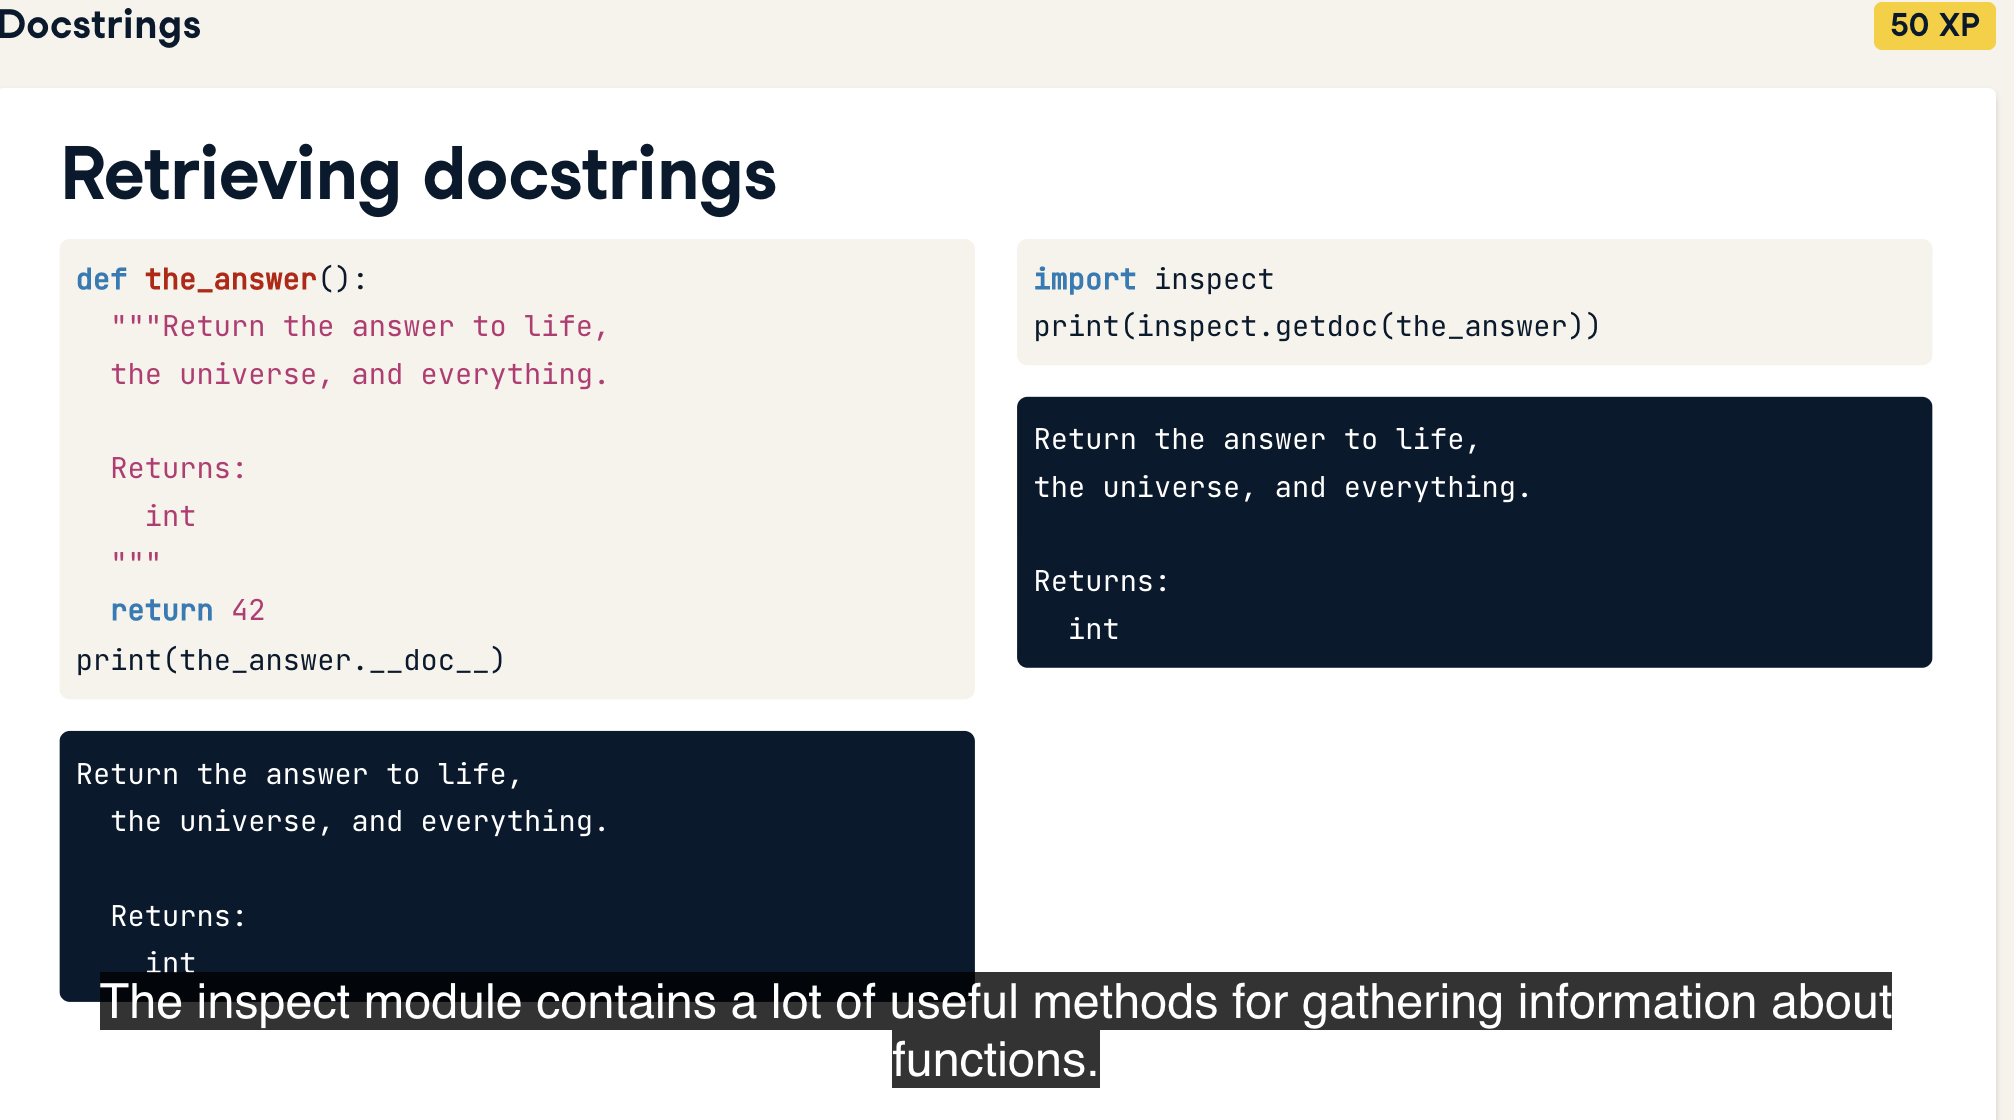 Docstrings
50 XP
Retrieving docstrings
def the_answer():
  """Return the answer to life,
  the universe, and everything.

  Returns:
    int
  """
  return 42
print(the_answer.__doc__)
Return the answer to life,
  the universe, and everything.

  Returns:
    int
import inspect
print(inspect.getdoc(the_answer))
Return the answer to life,
the universe, and everything.

Returns:
  int
The inspect module contains a lot of useful methods for gathering information about
functions.